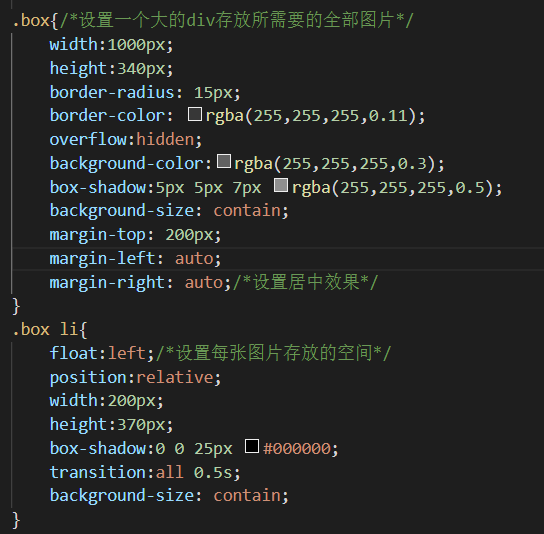 .box{/*设置一个大的div存放所需要的全部图片*/
width:1000px;
height:340px;
border-radius: 15px;
border-color: rgba(255,255,255,0.11);
overflow:hidden;
background-color:rgba(255,255,255,0.3);
box-shadow:5px 5px 7px rgba(255,255,255,0.5);
background-size: contain;
margin-top: 200px;
margin-left: auto;
margin-right: auto;/*设置居中效果*/
}
.box li{
float:left;/*设置每张图片存放的空间*/
position:relative;
width:200px;
height:370px;
box-shadow:0 0 25px #000000;
transition:all 0.5s;
background-size: contain;
}